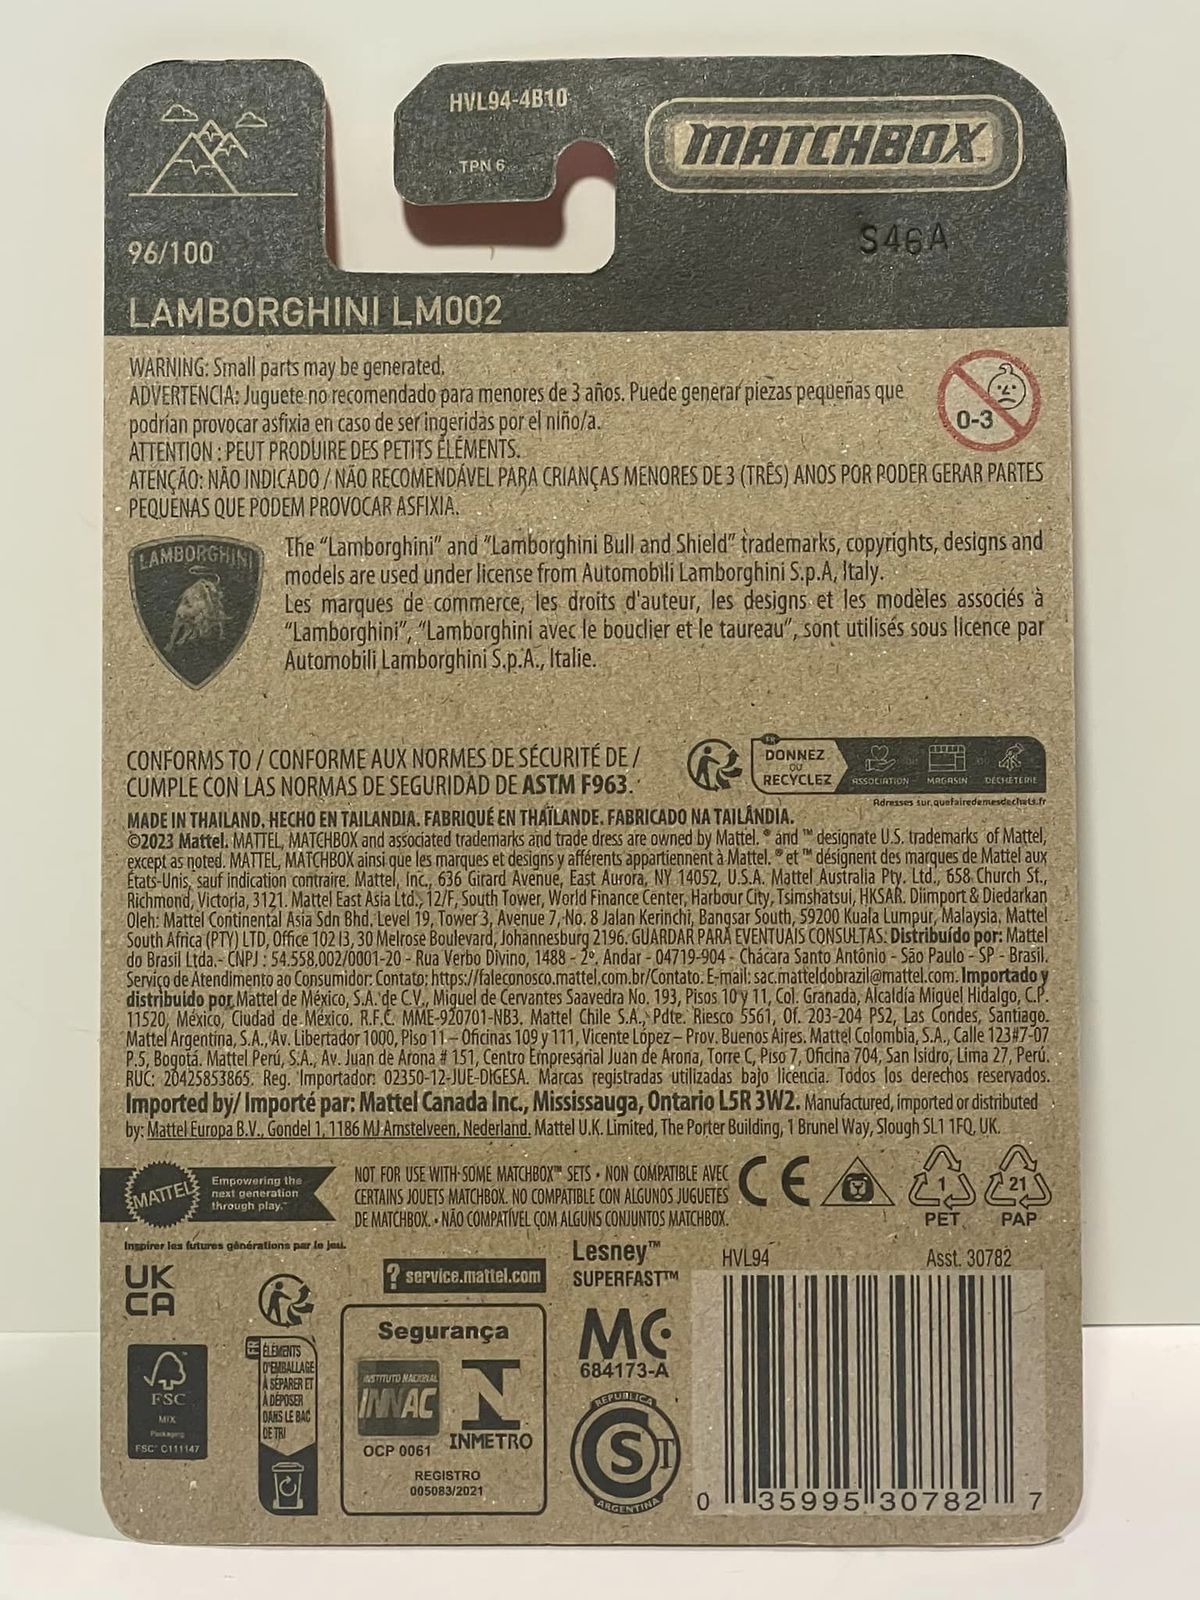 HVL94-4B10
TPN 6
MATCHBOX™
S46A
96/100
LAMBORGHINI LM002
WARNING: Small parts may be generated.
ADVERTENCIA: Juguete no recomendado para menores de 3 años. Puede generar piezas pequeñas que
podrían provocar asfixia en caso de ser ingeridas por el niño/a.
ATTENTION : PEUT PRODUIRE DES PETITS ÉLÉMENTS.
ATENÇÃO: NÃO INDICADO / NÃO RECOMENDÁVEL PARA CRIANÇAS MENORES DE 3 (TRÊS) ANOS POR PODER GERAR PARTES
PEQUENAS QUE PODEM PROVOCAR ASFIXIA.
0-3
LAMBORGHINI
The “Lamborghini” and “Lamborghini Bull and Shield” trademarks, copyrights, designs and
models are used under license from Automobili Lamborghini S.p.A, Italy.
Les marques de commerce, les droits d'auteur, les designs et les modèles associés à
“Lamborghini”, “Lamborghini avec le bouclier et le taureau”, sont utilisés sous licence par
Automobili Lamborghini S.p.A., Italie.
CONFORMS TO / CONFORME AUX NORMES DE SÉCURITÉ DE /
CUMPLE CON LAS NORMAS DE SEGURIDAD DE ASTM F963.
FR
DONNEZ
OU
RECYCLEZ
ASSOCIATION
OU
MAGASIN
OU
DÉCHÈTERIE
Adresses sur quefairedemesdechets.fr
MADE IN THAILAND. HECHO EN TAILANDIA. FABRIQUÉ EN THAÏLANDE. FABRICADO NA TAILÂNDIA.
©2023 Mattel. MATTEL, MATCHBOX and associated trademarks and trade dress are owned by Mattel. ® and ™ designate U.S. trademarks of Mattel,
except as noted. MATTEL, MATCHBOX ainsi que les marques et designs y afférents appartiennent à Mattel. ® et ™ désignent des marques de Mattel aux
États-Unis, sauf indication contraire. Mattel, Inc., 636 Girard Avenue, East Aurora, NY 14052, U.S.A. Mattel Australia Pty. Ltd., 658 Church St.,
Richmond, Victoria, 3121. Mattel East Asia Ltd., 12/F, South Tower, World Finance Center, Harbour City, Tsimshatsui, HKSAR. Diimport & Diedarkan
Oleh: Mattel Continental Asia Sdn Bhd. Level 19, Tower 3, Avenue 7, No. 8 Jalan Kerinchi, Bangsar South, 59200 Kuala Lumpur, Malaysia. Mattel
South Africa (PTY) LTD, Office 102 I3, 30 Melrose Boulevard, Johannesburg 2196. GUARDAR PARA EVENTUAIS CONSULTAS. Distribuído por: Mattel
do Brasil Ltda.- CNPJ : 54.558.002/0001-20 - Rua Verbo Divino, 1488 - 2º. Andar - 04719-904 - Chácara Santo Antônio - São Paulo - SP - Brasil.
Serviço de Atendimento ao Consumidor: Contato: https://faleconosco.mattel.com.br/Contato. E-mail: sac.matteldobrazil@mattel.com. Importado y
distribuido por Mattel de México, S.A. de C.V., Miguel de Cervantes Saavedra No. 193, Pisos 10 y 11, Col. Granada, Alcaldía Miguel Hidalgo, C.P.
11520, México, Ciudad de México. R.F.C. MME-920701-NB3. Mattel Chile S.A., Pdte. Riesco 5561, Of. 203-204 PS2, Las Condes, Santiago.
Mattel Argentina, S.A., Av. Libertador 1000, Piso 11 – Oficinas 109 y 111, Vicente López – Prov. Buenos Aires. Mattel Colombia, S.A., Calle 123#7-07
P.5, Bogotá. Mattel Perú, S.A., Av. Juan de Arona # 151, Centro Empresarial Juan de Arona, Torre C, Piso 7, Oficina 704, San Isidro, Lima 27, Perú.
RUC: 20425853865. Reg. Importador: 02350-12-JUE-DIGESA. Marcas registradas utilizadas bajo licencia. Todos los derechos reservados.
Imported by/ Importé par: Mattel Canada Inc., Mississauga, Ontario L5R 3W2. Manufactured, imported or distributed
by: Mattel Europa B.V., Gondel 1, 1186 MJ Amstelveen, Nederland. Mattel U.K. Limited, The Porter Building, 1 Brunel Way, Slough SL1 1FQ, UK.
MATTEL
Empowering the
next generation
through play.™
Inspirer les futures générations par le jeu.
NOT FOR USE WITH SOME MATCHBOX™ SETS • NON COMPATIBLE AVEC
CERTAINS JOUETS MATCHBOX. NO COMPATIBLE CON ALGUNOS JUGUETES
DE MATCHBOX. • NÃO COMPATÍVEL COM ALGUNS CONJUNTOS MATCHBOX.
CE
1
PET
21
PAP
UK
CA
? service.mattel.com
Lesney™
SUPERFAST™
HVL94
Asst. 30782
FSC
MIX
Packaging
FSC® C111147
FR
ÉLÉMENTS
D'EMBALLAGE
À SÉPARER ET
À DÉPOSER
DANS LE BAC
DE TRI
Segurança
INSTITUTO NACIONAL
INNAC
OCP 0061
INMETRO
REGISTRO
005083/2021
MC
684173-A
REPUBLICA
S
T
ARGENTINA
0 35995 30782 7